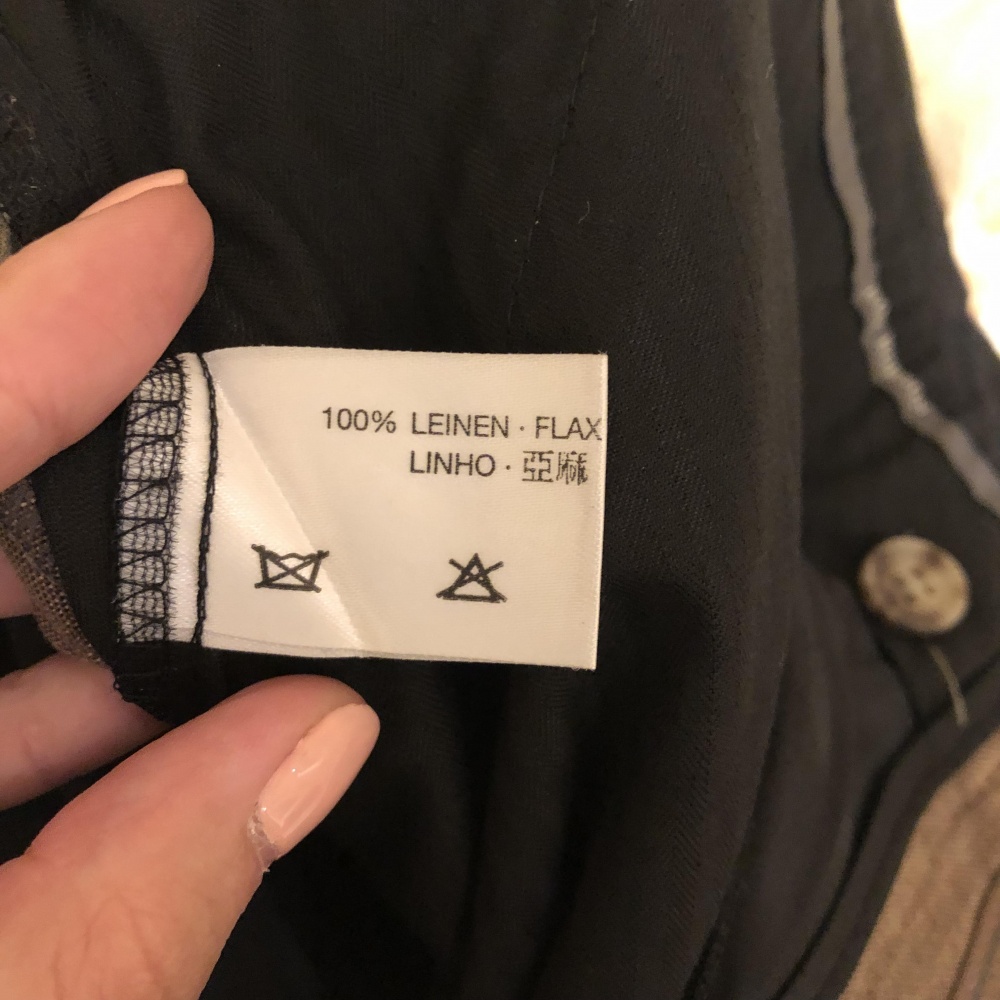 100% LEINEN · FLAX
LINHO · 亞麻